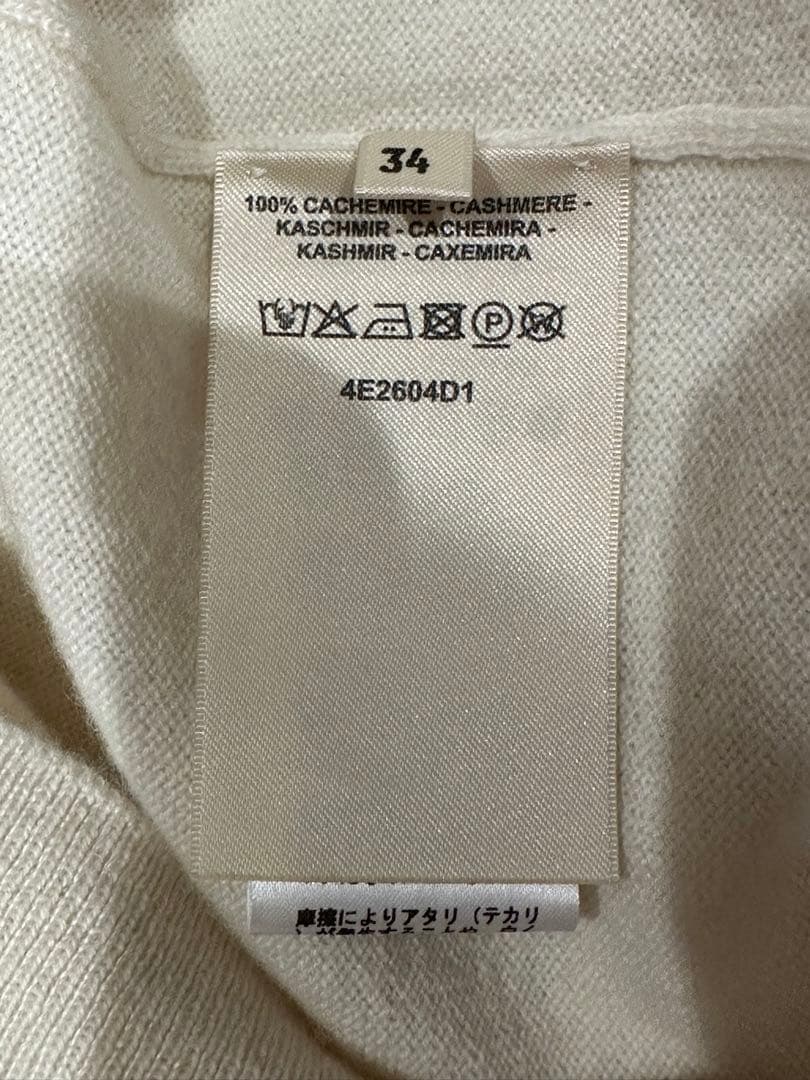 34
100% CACHEMIRE - CASHMERE -
KASCHMIR - CACHEMIRA -
KASHMIR - CAXEMIRA
P
W
4E2604D1
摩擦によりアタリ（テカリ